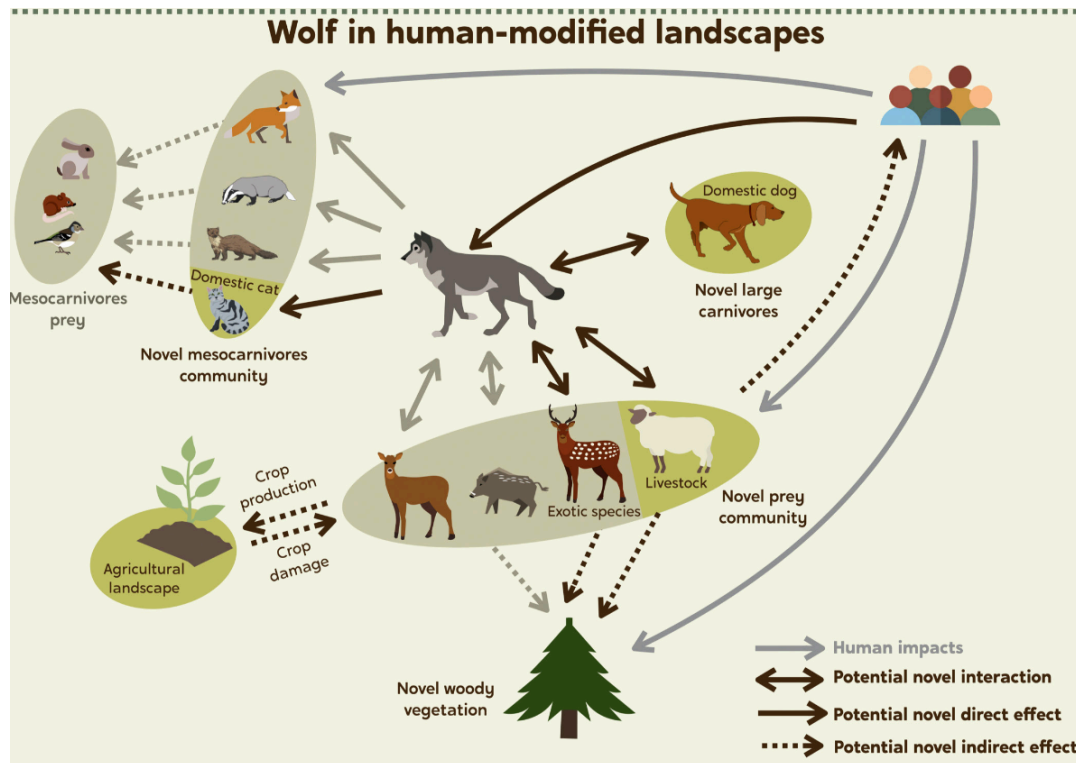 Wolf in human-modified landscapes
Domestic dog
Novel large
carnivores
Domestic cat
Mesocarnivores
prey
Novel mesocarnivores
community
Crop
production
Crop
damage
Agricultural
landscape
Exotic species
Livestock
Novel prey
community
Novel woody
vegetation
Human impacts
Potential novel interaction
Potential novel direct effect
Potential novel indirect effect